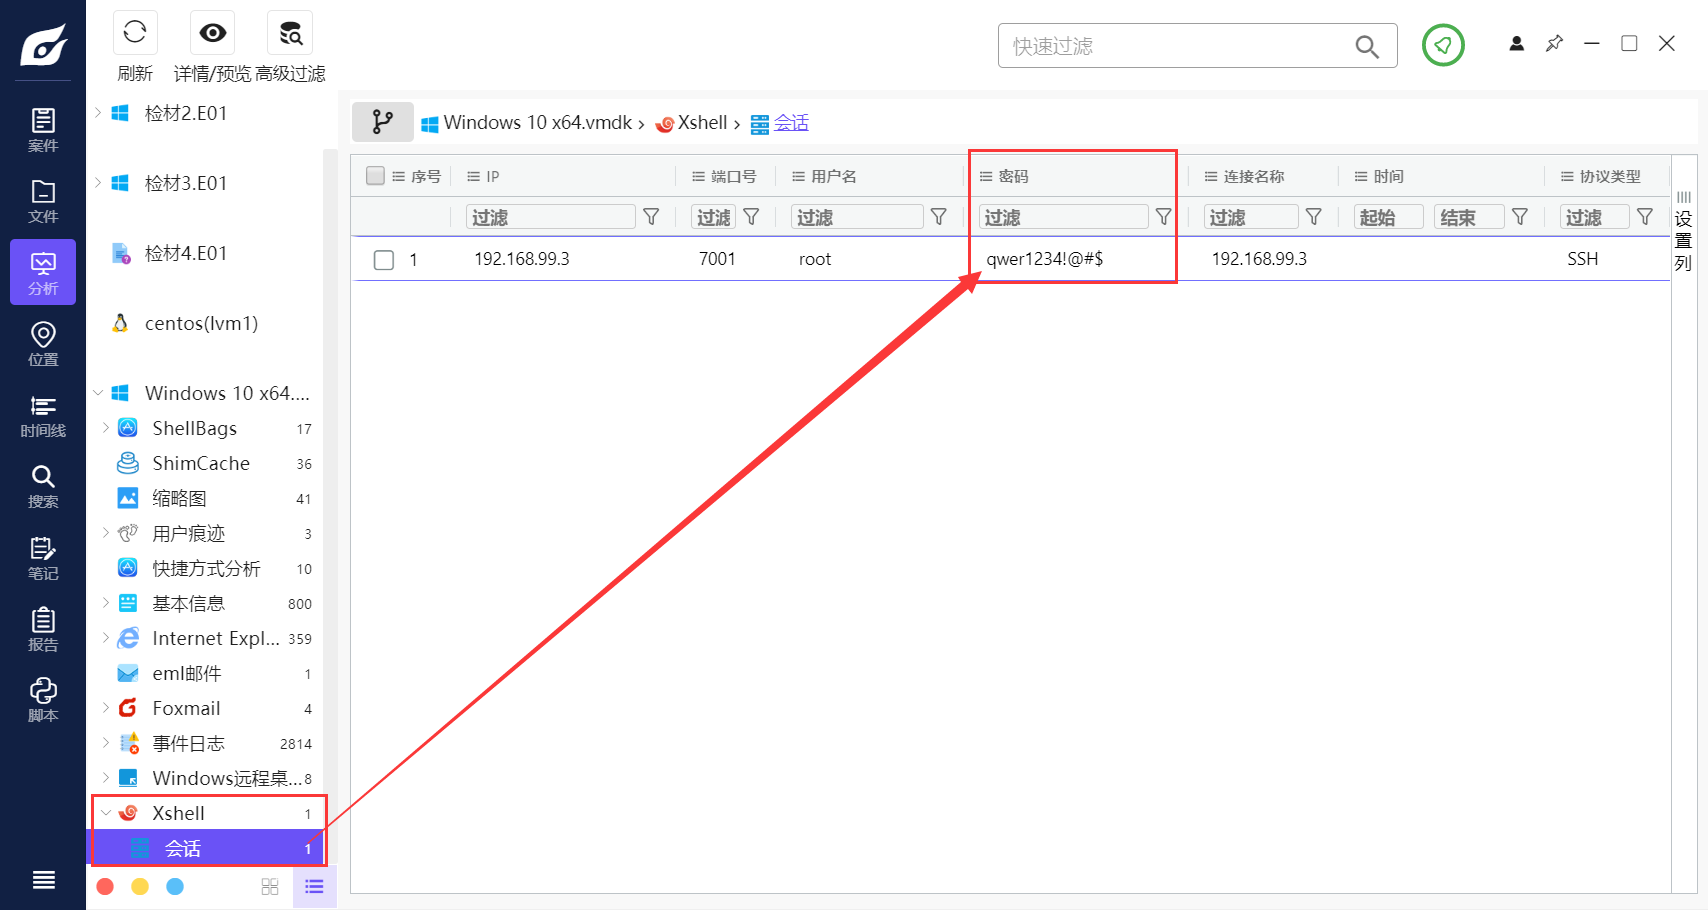 刷新
详情/预览
高级过滤
快速过滤
案件
文件
分析
位置
时间线
搜索
笔记
报告
脚本
检材2.E01
检材3.E01
检材4.E01
centos(lvm1)
Windows 10 x64....
ShellBags 17
ShimCache 36
缩略图 41
用户痕迹 3
快捷方式分析 10
基本信息 800
Internet Expl... 359
eml邮件 1
Foxmail 4
事件日志 2814
Windows远程桌... 8
Xshell 1
会话 1
Windows 10 x64.vmdk › Xshell › 会话
序号 IP 端口号 用户名 密码 连接名称 时间 协议类型
过滤 过滤 过滤 过滤 过滤 起始 结束 过滤
1 192.168.99.3 7001 root qwer1234!@#$ 192.168.99.3 SSH
设置列